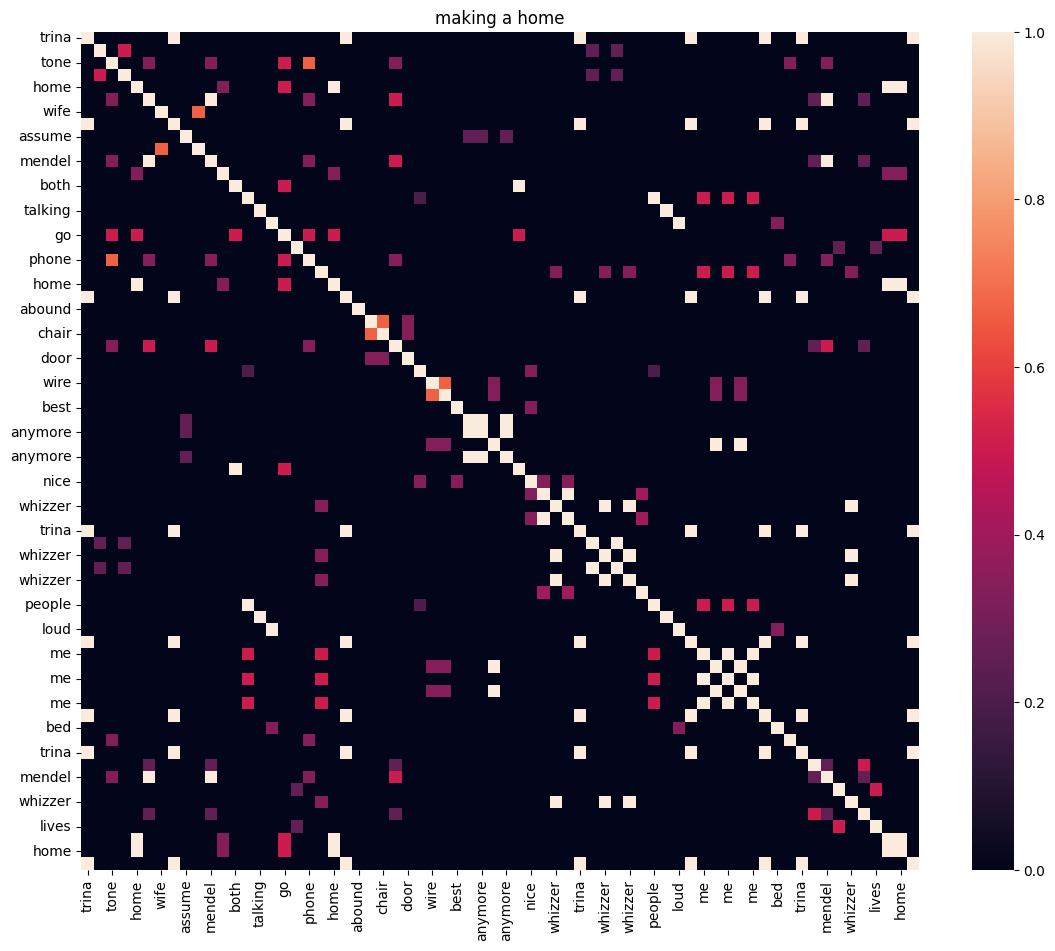 making a home
trina
tone
home
wife
assume
mendel
both
talking
go
phone
home
abound
chair
door
wire
best
anymore
anymore
nice
whizzer
trina
whizzer
whizzer
people
loud
me
me
me
bed
trina
mendel
whizzer
lives
home
1.0
0.8
0.6
0.4
0.2
0.0
trina
tone
home
wife
assume
mendel
both
talking
go
phone
home
abound
chair
door
wire
best
anymore
anymore
nice
whizzer
trina
whizzer
whizzer
people
loud
me
me
me
bed
trina
mendel
whizzer
lives
home